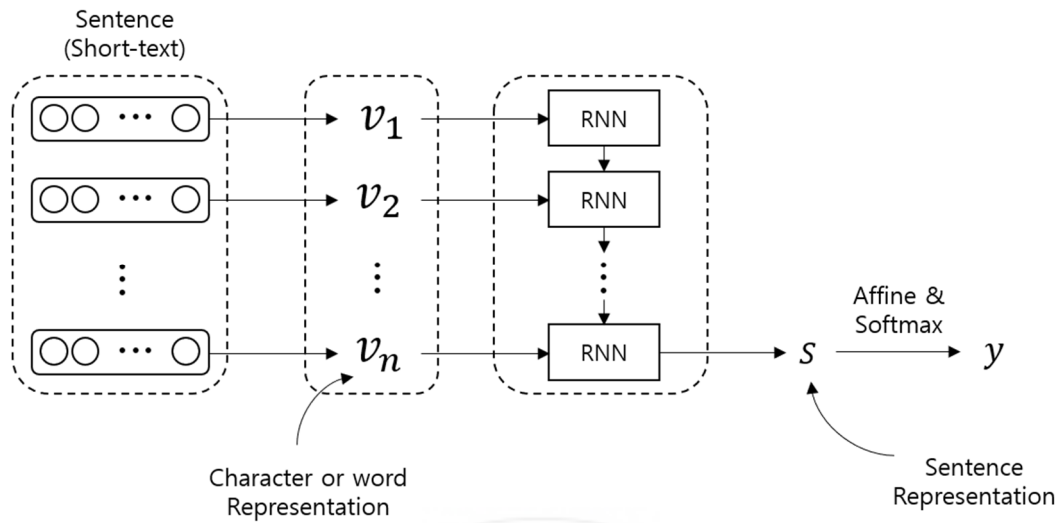 Sentence
(Short-text)
v₁
RNN
v₂
RNN
vₙ
RNN
s
Affine &
Softmax
y
Character or word
Representation
Sentence
Representation